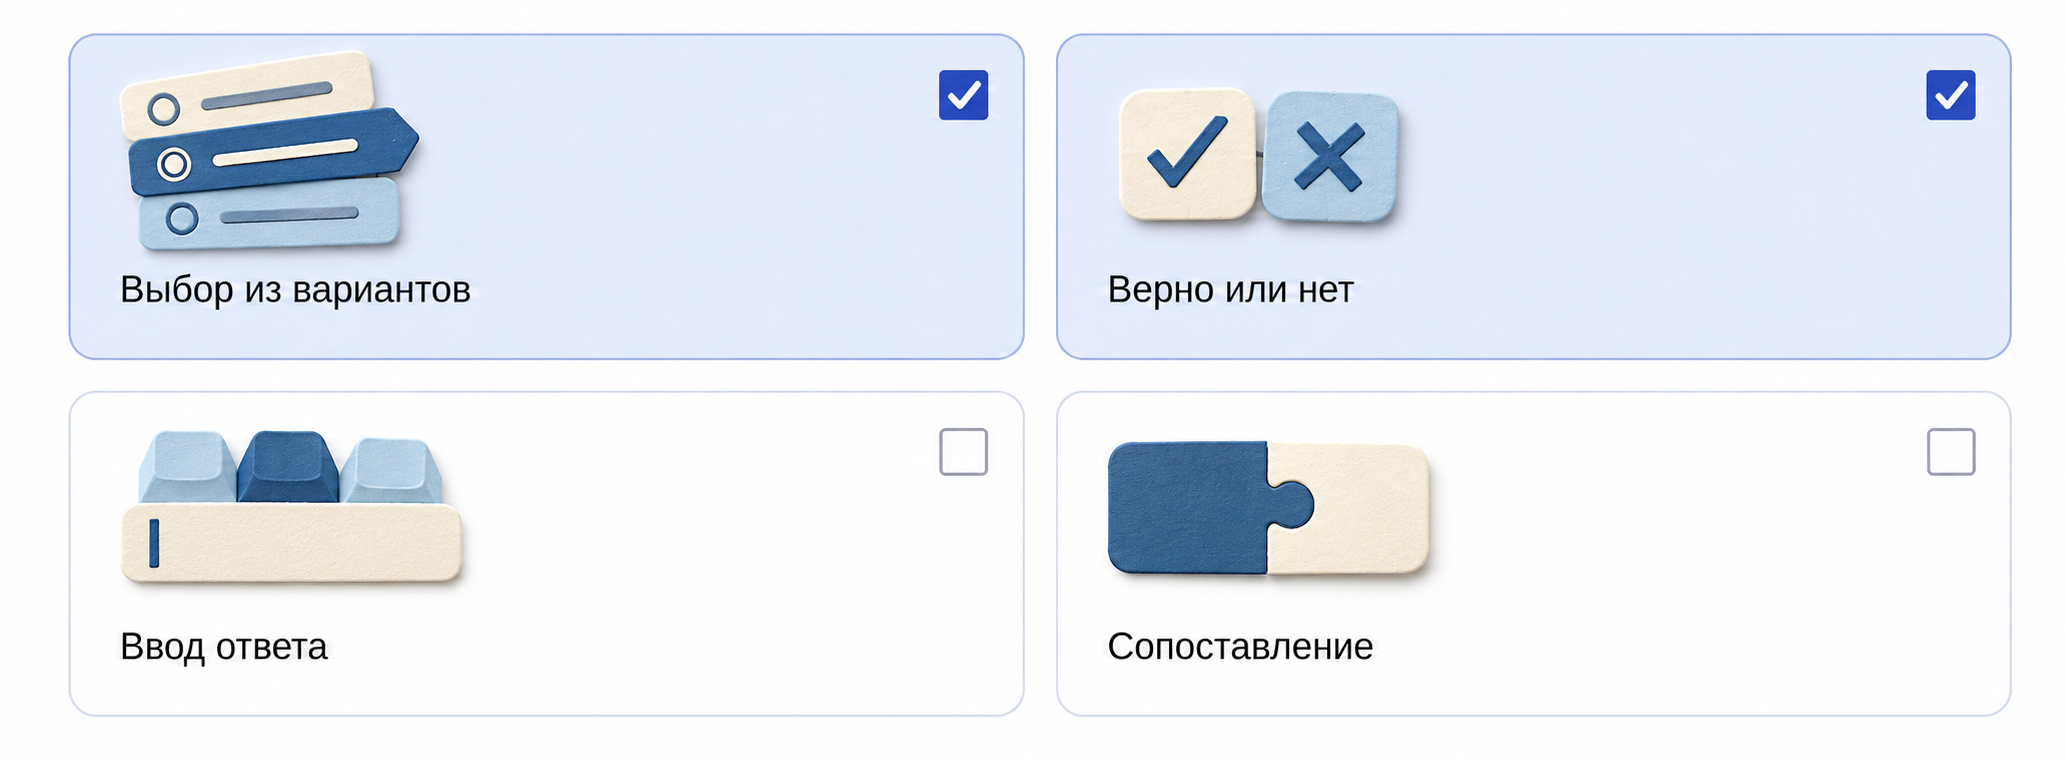 Выбор из вариантов
Верно или нет
Ввод ответа
Сопоставление